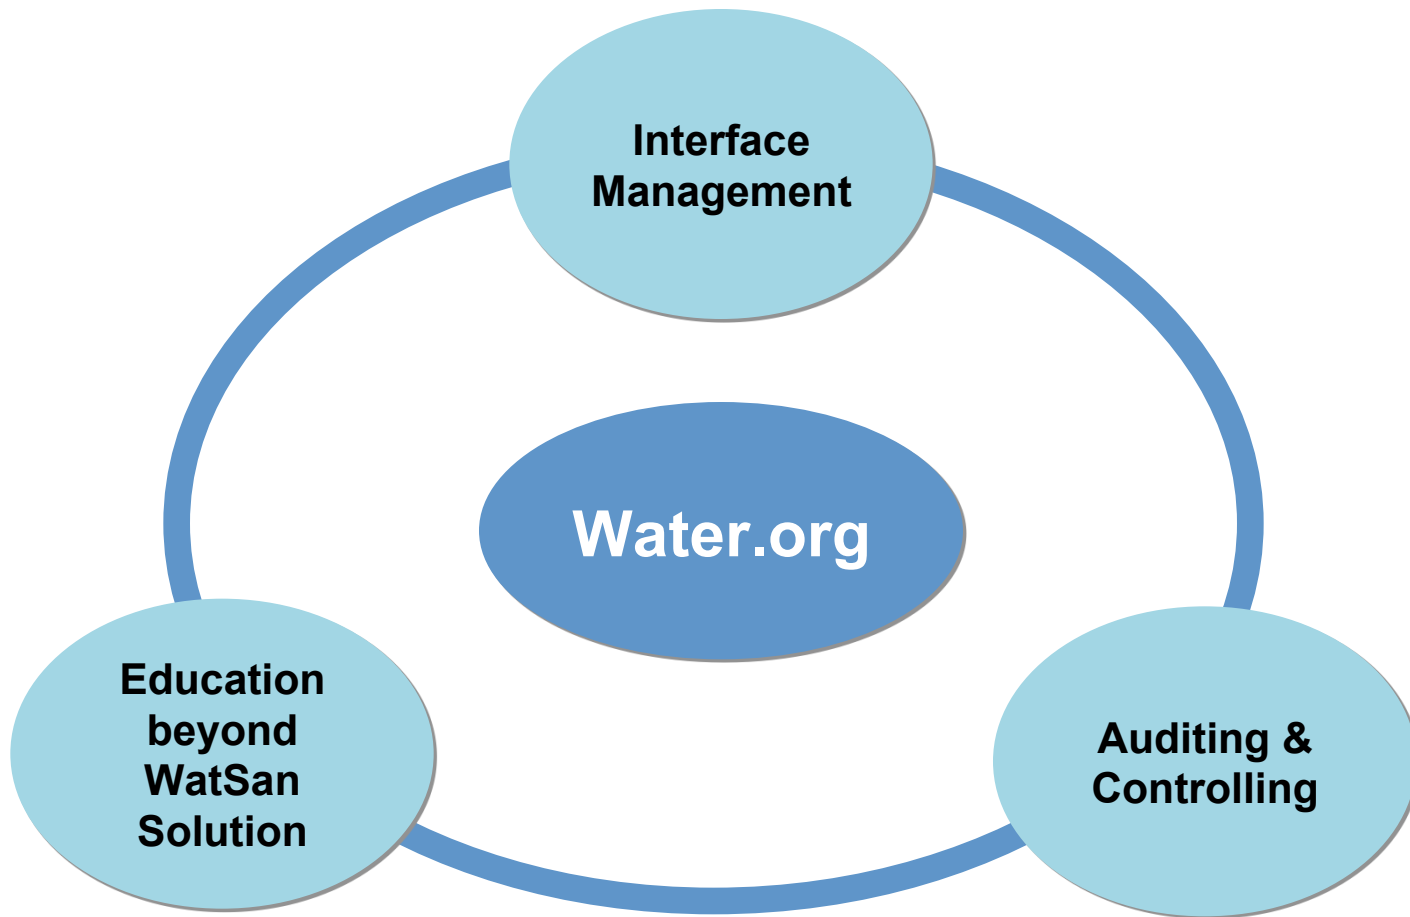 Interface
Management
Water.org
Education
beyond
WatSan
Solution
Auditing &
Controlling